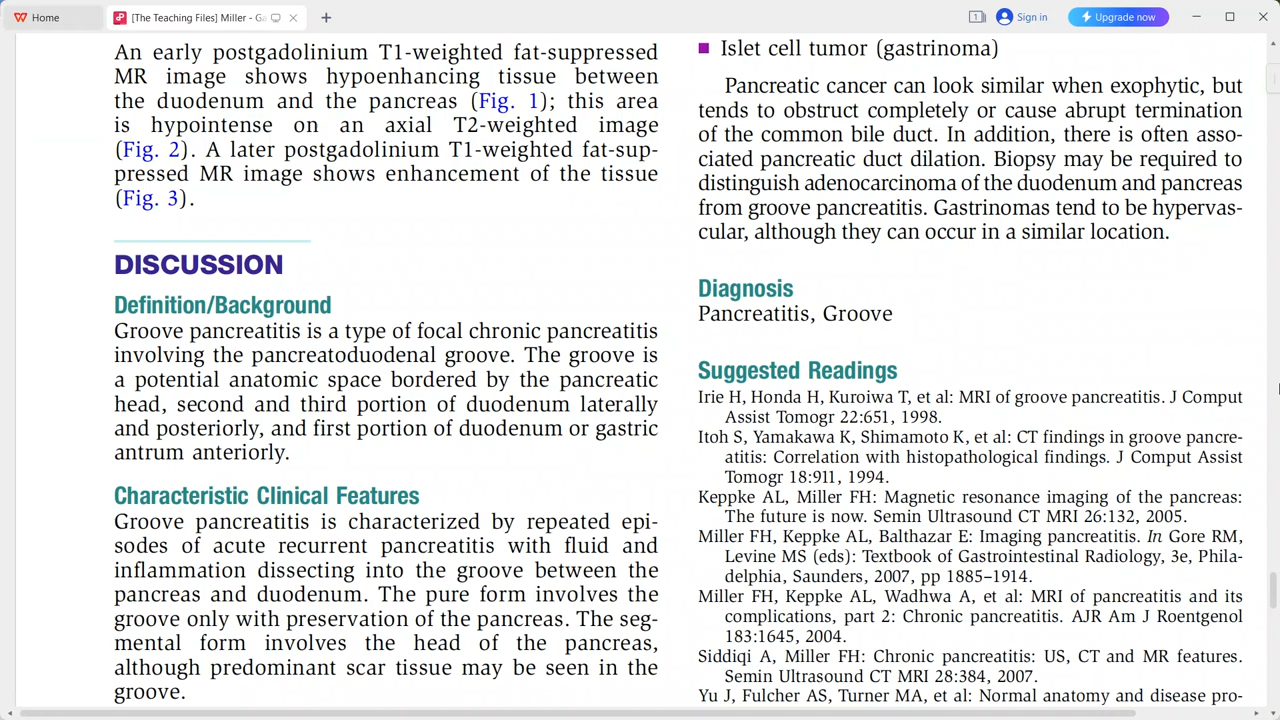 Home
[The Teaching Files] Miller - Ga
1
Sign in
Upgrade now
An early postgadolinium T1-weighted fat-suppressed
MR image shows hypoenhancing tissue between
the duodenum and the pancreas (Fig. 1); this area
is hypointense on an axial T2-weighted image
(Fig. 2). A later postgadolinium T1-weighted fat-sup-
pressed MR image shows enhancement of the tissue
(Fig. 3).
DISCUSSION
Definition/Background
Groove pancreatitis is a type of focal chronic pancreatitis
involving the pancreatoduodenal groove. The groove is
a potential anatomic space bordered by the pancreatic
head, second and third portion of duodenum laterally
and posteriorly, and first portion of duodenum or gastric
antrum anteriorly.
Characteristic Clinical Features
Groove pancreatitis is characterized by repeated epi-
sodes of acute recurrent pancreatitis with fluid and
inflammation dissecting into the groove between the
pancreas and duodenum. The pure form involves the
groove only with preservation of the pancreas. The seg-
mental form involves the head of the pancreas,
although predominant scar tissue may be seen in the
groove.
Islet cell tumor (gastrinoma)
Pancreatic cancer can look similar when exophytic, but
tends to obstruct completely or cause abrupt termination
of the common bile duct. In addition, there is often asso-
ciated pancreatic duct dilation. Biopsy may be required to
distinguish adenocarcinoma of the duodenum and pancreas
from groove pancreatitis. Gastrinomas tend to be hypervas-
cular, although they can occur in a similar location.
Diagnosis
Pancreatitis, Groove
Suggested Readings
Irie H, Honda H, Kuroiwa T, et al: MRI of groove pancreatitis. J Comput
Assist Tomogr 22:651, 1998.
Itoh S, Yamakawa K, Shimamoto K, et al: CT findings in groove pancre-
atitis: Correlation with histopathological findings. J Comput Assist
Tomogr 18:911, 1994.
Keppke AL, Miller FH: Magnetic resonance imaging of the pancreas:
The future is now. Semin Ultrasound CT MRI 26:132, 2005.
Miller FH, Keppke AL, Balthazar E: Imaging pancreatitis. In Gore RM,
Levine MS (eds): Textbook of Gastrointestinal Radiology, 3e, Phila-
delphia, Saunders, 2007, pp 1885–1914.
Miller FH, Keppke AL, Wadhwa A, et al: MRI of pancreatitis and its
complications, part 2: Chronic pancreatitis. AJR Am J Roentgenol
183:1645, 2004.
Siddiqi A, Miller FH: Chronic pancreatitis: US, CT and MR features.
Semin Ultrasound CT MRI 28:384, 2007.
Yu J, Fulcher AS, Turner MA, et al: Normal anatomy and disease pro-